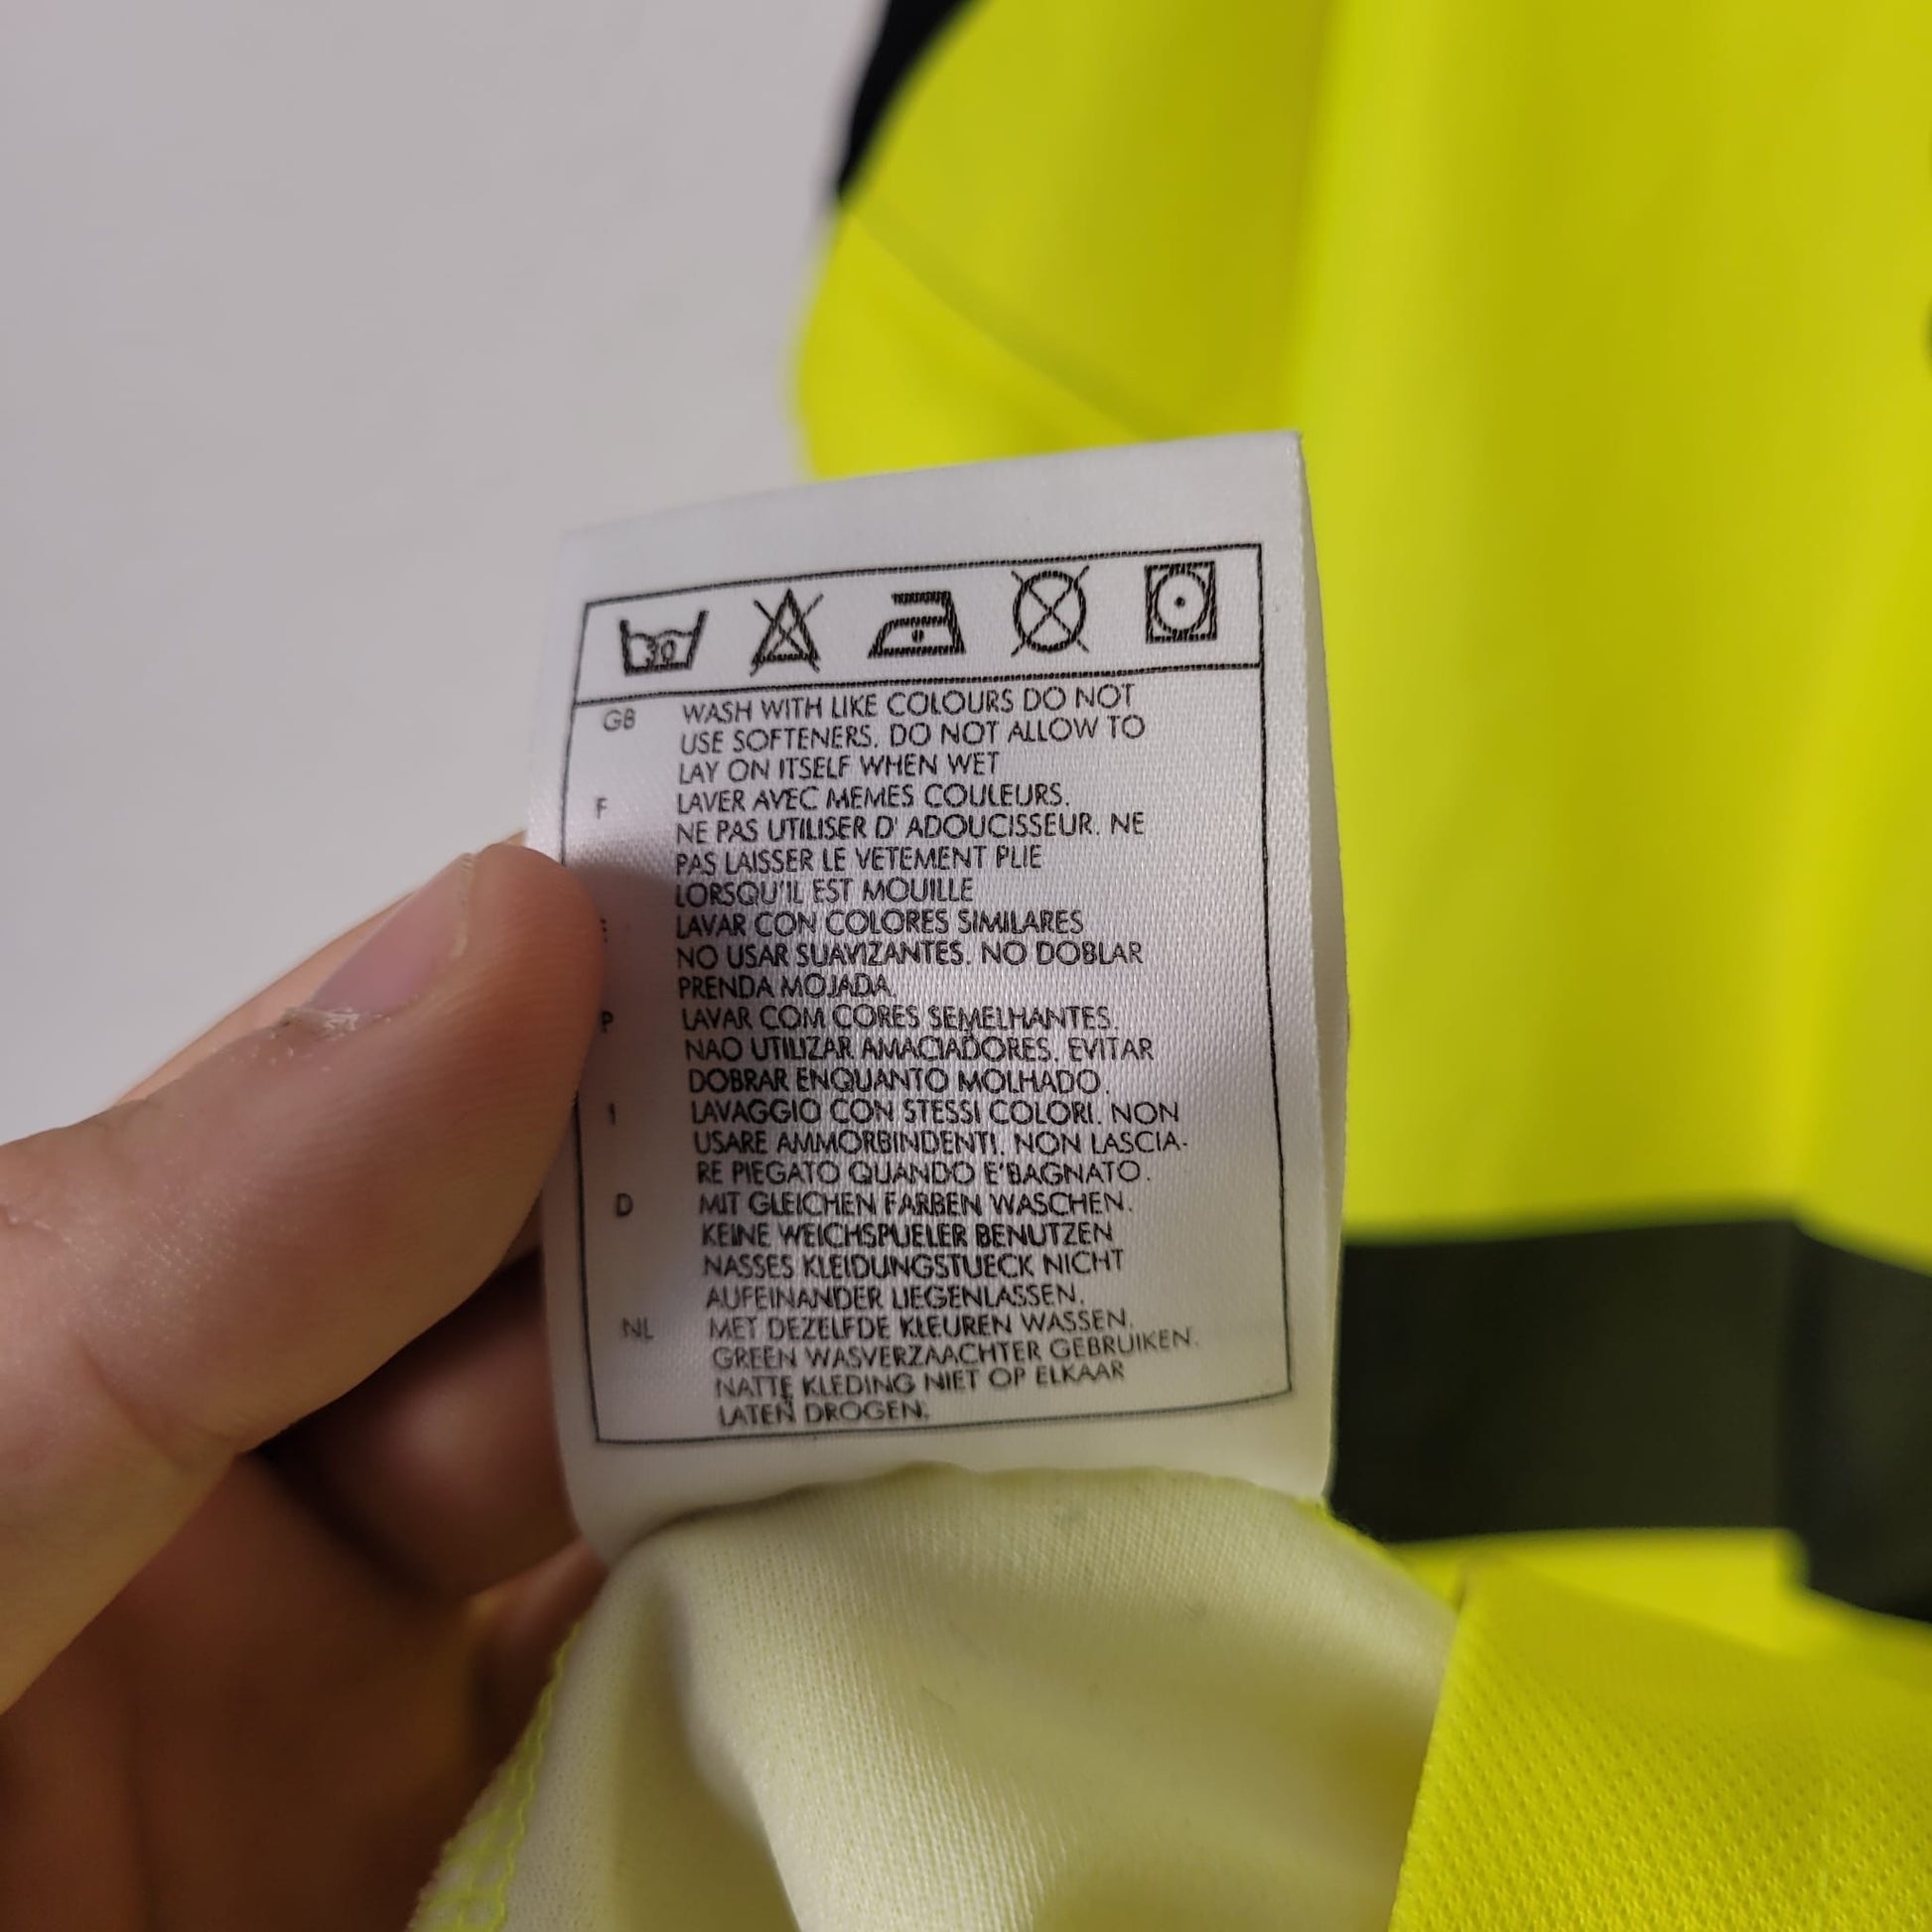 30
GB WASH WITH LIKE COLOURS DO NOT
USE SOFTENERS. DO NOT ALLOW TO
LAY ON ITSELF WHEN WET
F LAVER AVEC MEMES COULEURS.
NE PAS UTILISER D' ADOUCISSEUR. NE
PAS LAISSER LE VETEMENT PLIE
LORSQU'IL EST MOUILLE
E LAVAR CON COLORES SIMILARES
NO USAR SUAVIZANTES. NO DOBLAR
PRENDA MOJADA.
P LAVAR COM CORES SEMELHANTES.
NAO UTILIZAR AMACIADORES. EVITAR
DOBRAR ENQUANTO MOLHADO.
I LAVAGGIO CON STESSI COLORI. NON
USARE AMMORBINDENTI. NON LASCIA-
RE PIEGATO QUANDO E'BAGNATO.
D MIT GLEICHEN FARBEN WASCHEN.
KEINE WEICHSPUELER BENUTZEN
NASSES KLEIDUNGSTUECK NICHT
AUFEINANDER LIEGENLASSEN.
NL MET DEZELFDE KLEUREN WASSEN.
GREEN WASVERZAACHTER GEBRUIKEN.
NATTE KLEDING NIET OP ELKAAR
LATEN DROGEN.